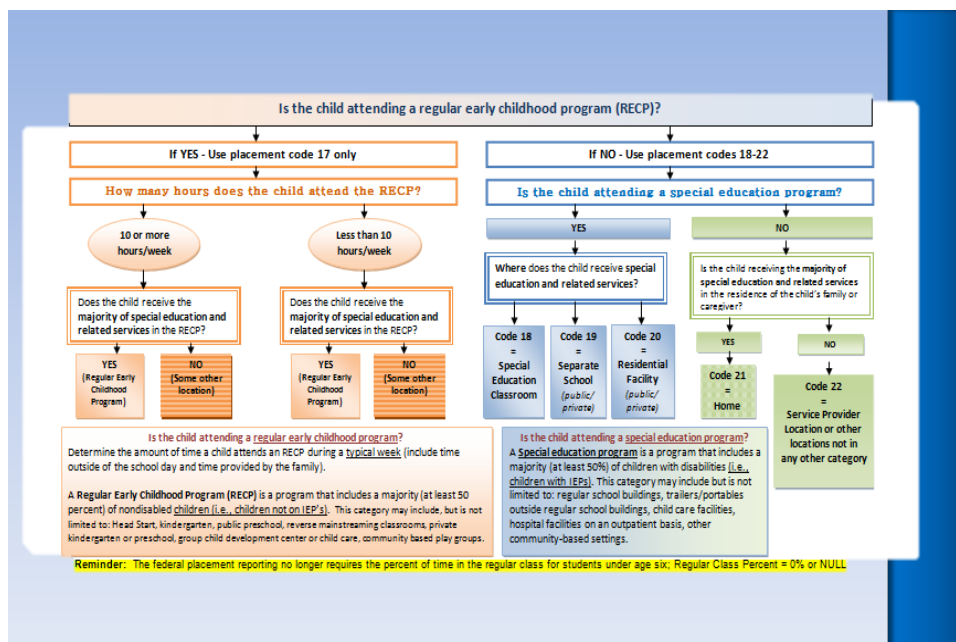 Is the child attending a regular early childhood program (RECP)?
If YES - Use placement code 17 only
If NO - Use placement codes 18-22
How many hours does the child attend the RECP?
Is the child attending a special education program?
10 or more
hours/week
Less than 10
hours/week
YES
NO
Does the child receive the
majority of special education and
related services in the RECP?
Does the child receive the
majority of special education and
related services in the RECP?
Where does the child receive special
education and related services?
Is the child receiving the majority of
special education and related services
in the residence of the child's family or
caregiver?
YES
(Regular Early
Childhood
Program)
NO
(Some other
location)
YES
(Regular Early
Childhood
Program)
NO
(Some other
location)
Code 18
=
Special
Education
Classroom
Code 19
=
Separate
School
(public/
private)
Code 20
=
Residential
Facility
(public/
private)
YES
NO
Code 21
=
Home
Code 22
=
Service Provider
Location or other
locations not in
any other category
Is the child attending a regular early childhood program?
Determine the amount of time a child attends an RECP during a typical week (include time
outside of the school day and time provided by the family).
A Regular Early Childhood Program (RECP) is a program that includes a majority (at least 50
percent) of nondisabled children (i.e., children not on IEP's). This category may include, but is not
limited to: Head Start, kindergarten, public preschool, reverse mainstreaming classrooms, private
kindergarten or preschool, group child development center or child care, community based play groups.
Is the child attending a special education program?
A Special education program is a program that includes a
majority (at least 50%) of children with disabilities (i.e.,
children with IEPs). This category may include but is not
limited to: regular school buildings, trailers/portables
outside regular school buildings, child care facilities,
hospital facilities on an outpatient basis, other
community-based settings.
Reminder: The federal placement reporting no longer requires the percent of time in the regular class for students under age six; Regular Class Percent = 0% or NULL